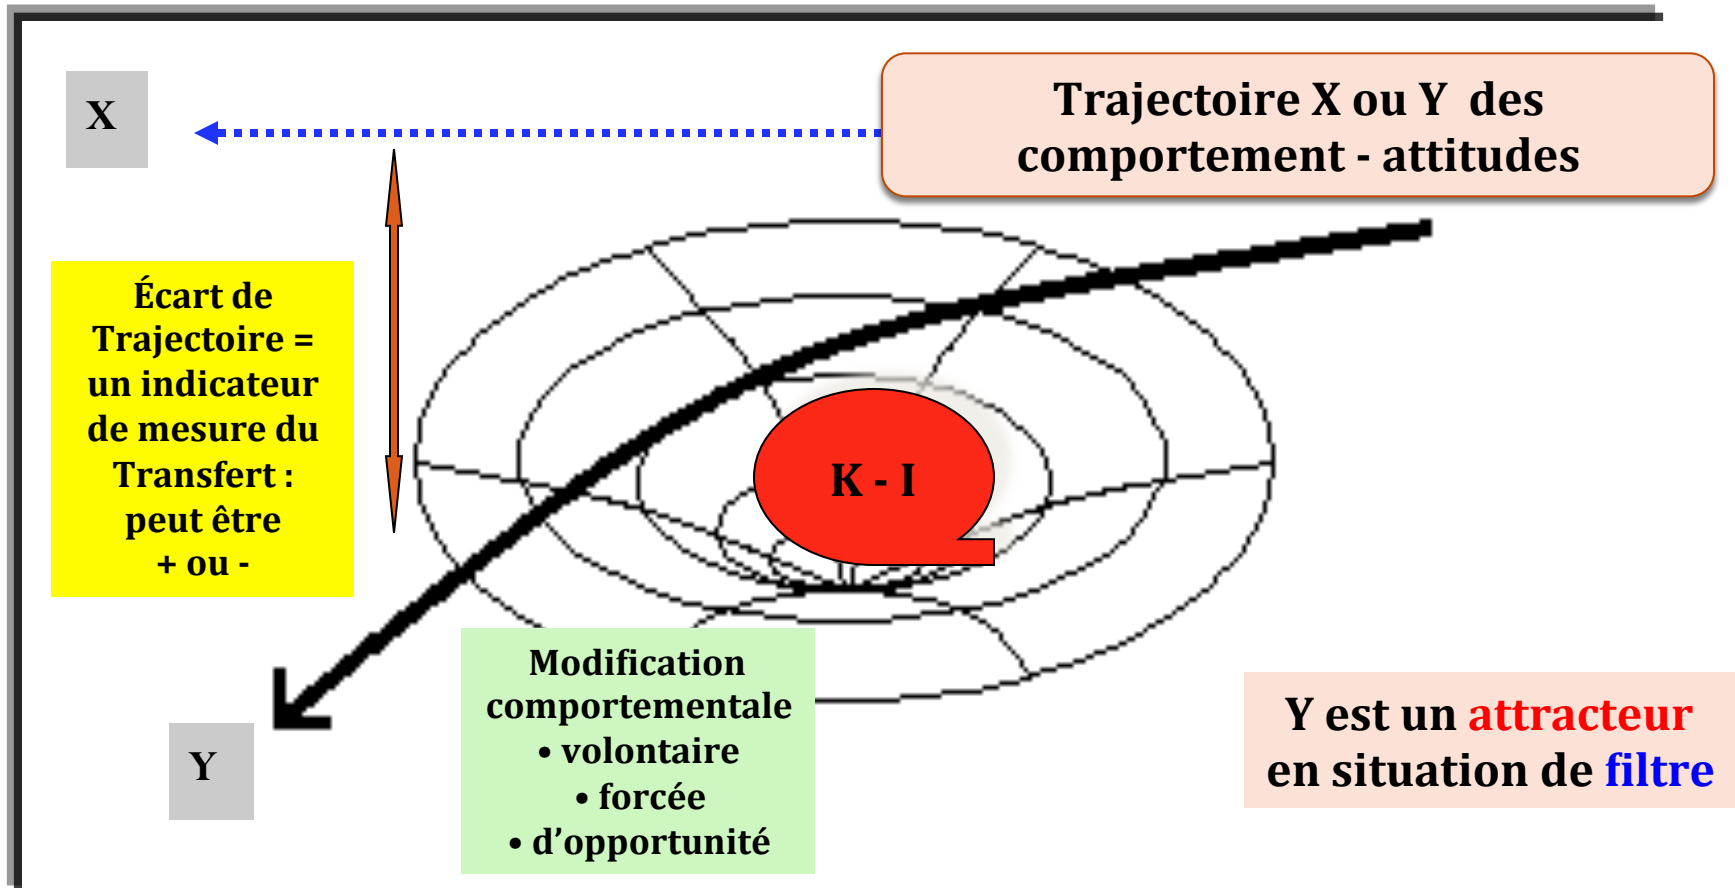 X
Trajectoire X ou Y des
comportement - attitudes
Écart de
Trajectoire =
un indicateur
de mesure du
Transfert :
peut être
+ ou -
K - I
Modification
comportementale
• volontaire
• forcée
• d’opportunité
Y
Y est un attracteur
en situation de filtre